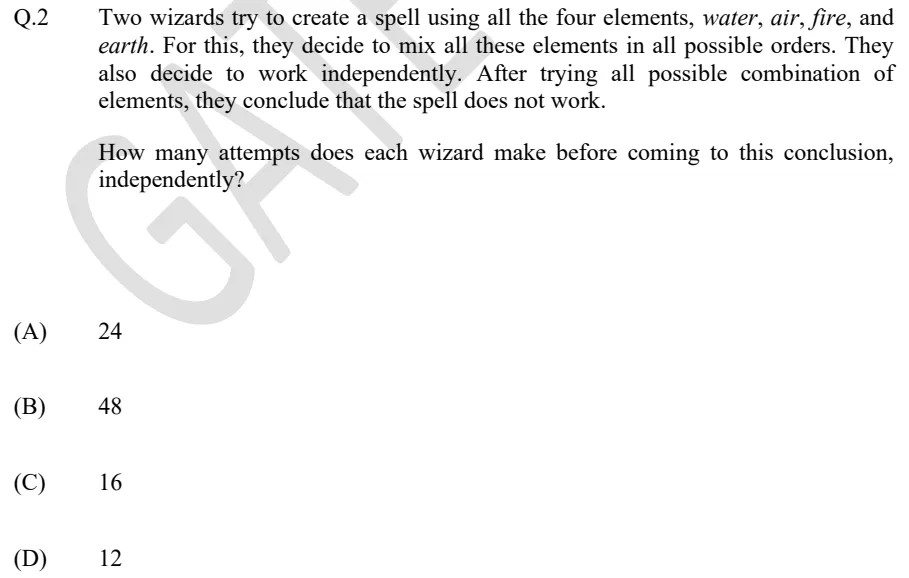 Q.2 Two wizards try to create a spell using all the four elements, water, air, fire, and
earth. For this, they decide to mix all these elements in all possible orders. They
also decide to work independently. After trying all possible combination of
elements, they conclude that the spell does not work.
How many attempts does each wizard make before coming to this conclusion,
independently?
(A) 24
(B) 48
(C) 16
(D) 12
GATE